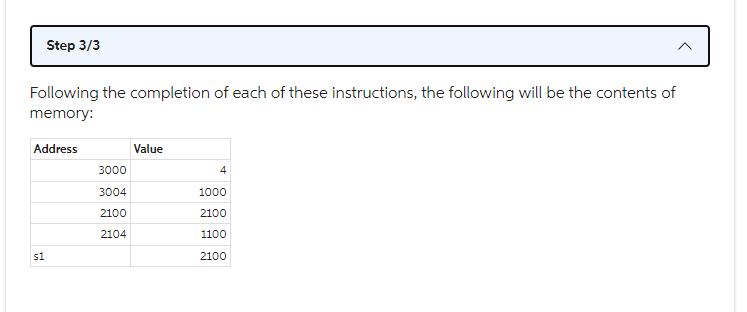 Step 3/3
Following the completion of each of these instructions, the following will be the contents of
memory:
Address Value
3000 4
3004 1000
2100 2100
2104 1100
s1 2100